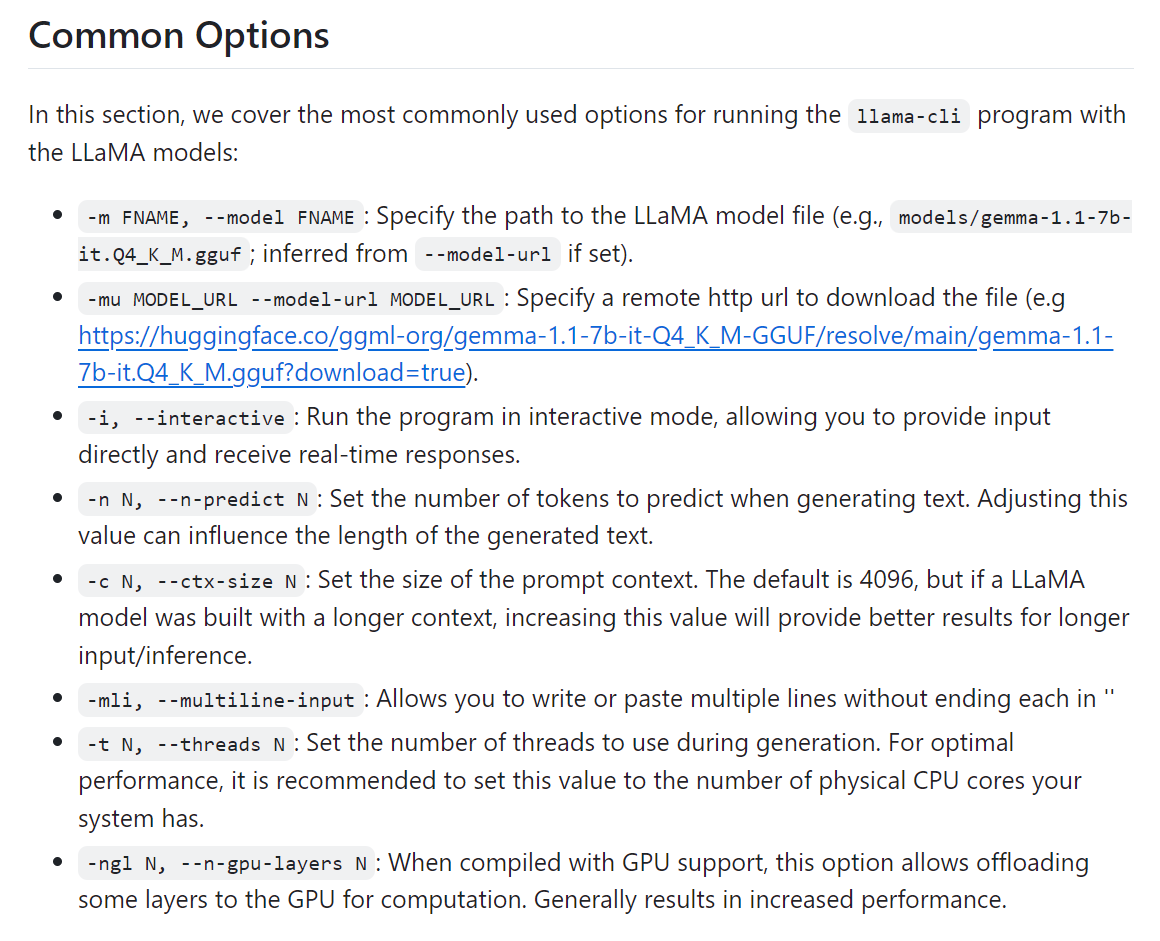 Common Options
In this section, we cover the most commonly used options for running the llama-cli program with
the LLaMA models:
• -m FNAME, --model FNAME: Specify the path to the LLaMA model file (e.g., models/gemma-1.1-7b-
it.Q4_K_M.gguf; inferred from --model-url if set).
• -mu MODEL_URL --model-url MODEL_URL: Specify a remote http url to download the file (e.g
https://huggingface.co/ggml-org/gemma-1.1-7b-it-Q4_K_M-GGUF/resolve/main/gemma-1.1-
7b-it.Q4_K_M.gguf?download=true).
• -i, --interactive: Run the program in interactive mode, allowing you to provide input
directly and receive real-time responses.
• -n N, --n-predict N: Set the number of tokens to predict when generating text. Adjusting this
value can influence the length of the generated text.
• -c N, --ctx-size N: Set the size of the prompt context. The default is 4096, but if a LLaMA
model was built with a longer context, increasing this value will provide better results for longer
input/inference.
• -mli, --multiline-input: Allows you to write or paste multiple lines without ending each in ''
• -t N, --threads N: Set the number of threads to use during generation. For optimal
performance, it is recommended to set this value to the number of physical CPU cores your
system has.
• -ngl N, --n-gpu-layers N: When compiled with GPU support, this option allows offloading
some layers to the GPU for computation. Generally results in increased performance.